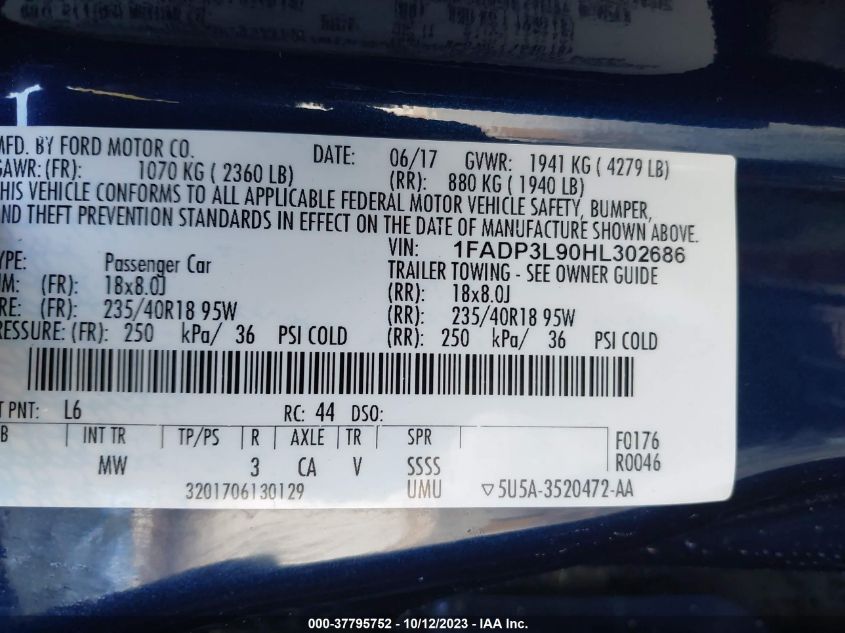 MFD. BY FORD MOTOR CO. DATE: 06/17 GVWR: 1941 KG ( 4279 LB)
GAWR: (FR): 1070 KG ( 2360 LB) (RR): 880 KG ( 1940 LB)
THIS VEHICLE CONFORMS TO ALL APPLICABLE FEDERAL MOTOR VEHICLE SAFETY, BUMPER,
AND THEFT PREVENTION STANDARDS IN EFFECT ON THE DATE OF MANUFACTURE SHOWN ABOVE.
VIN: 1FADP3L90HL302686
YPE: Passenger Car TRAILER TOWING - SEE OWNER GUIDE
IM: (FR): 18x8.0J (RR): 18x8.0J
RE: (FR): 235/40R18 95W (RR): 235/40R18 95W
PRESSURE: (FR): 250 kPa/ 36 PSI COLD (RR): 250 kPa/ 36 PSI COLD
T PNT: L6 RC: 44 DSO:
B INT TR TP/PS R AXLE TR SPR F0176
MW 3 CA V SSSS R0046
3201706130129 UMU ▽5U5A-3520472-AA
000-37795752 - 10/12/2023 - IAA Inc.